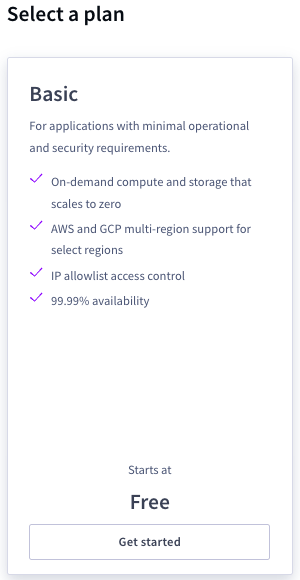 Select a plan
Basic
For applications with minimal operational
and security requirements.
On-demand compute and storage that
scales to zero
AWS and GCP multi-region support for
select regions
IP allowlist access control
99.99% availability
Starts at
Free
Get started